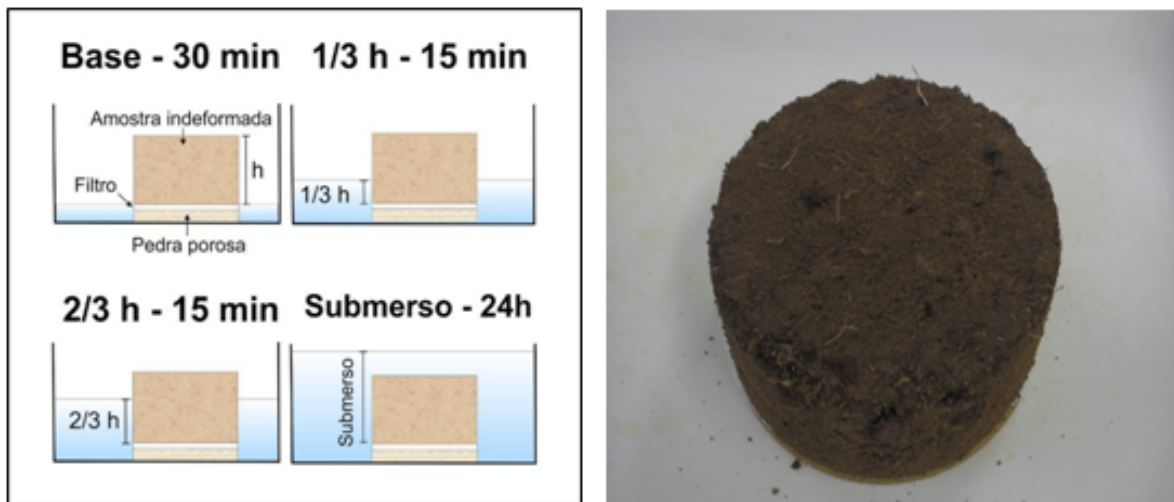 Base - 30 min
1/3 h - 15 min
Amostra indeformada
h
Filtro
1/3 h
Pedra porosa
2/3 h - 15 min
Submerso - 24h
2/3 h
Submerso